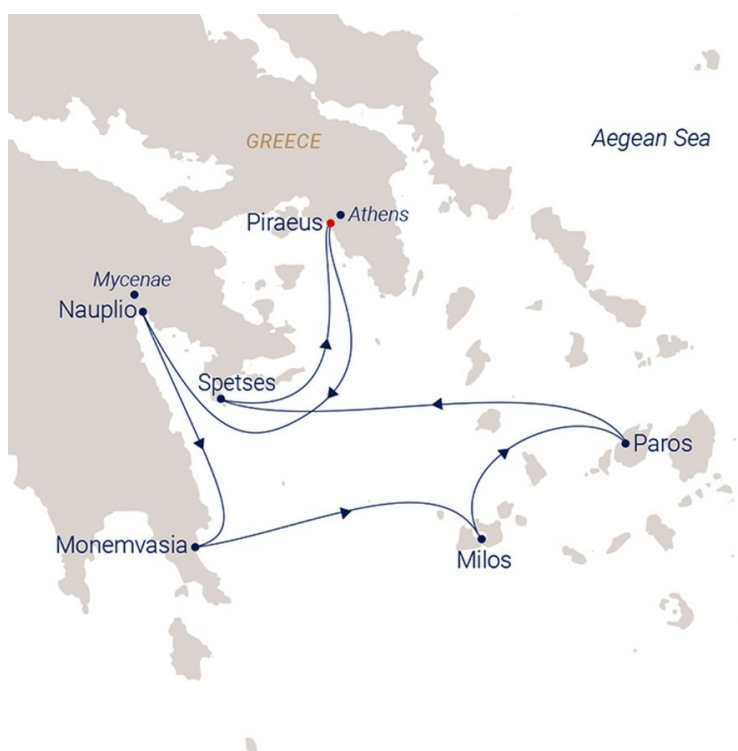 GREECE
Aegean Sea
Athens
Piraeus
Mycenae
Nauplio
Spetses
Paros
Monemvasia
Milos